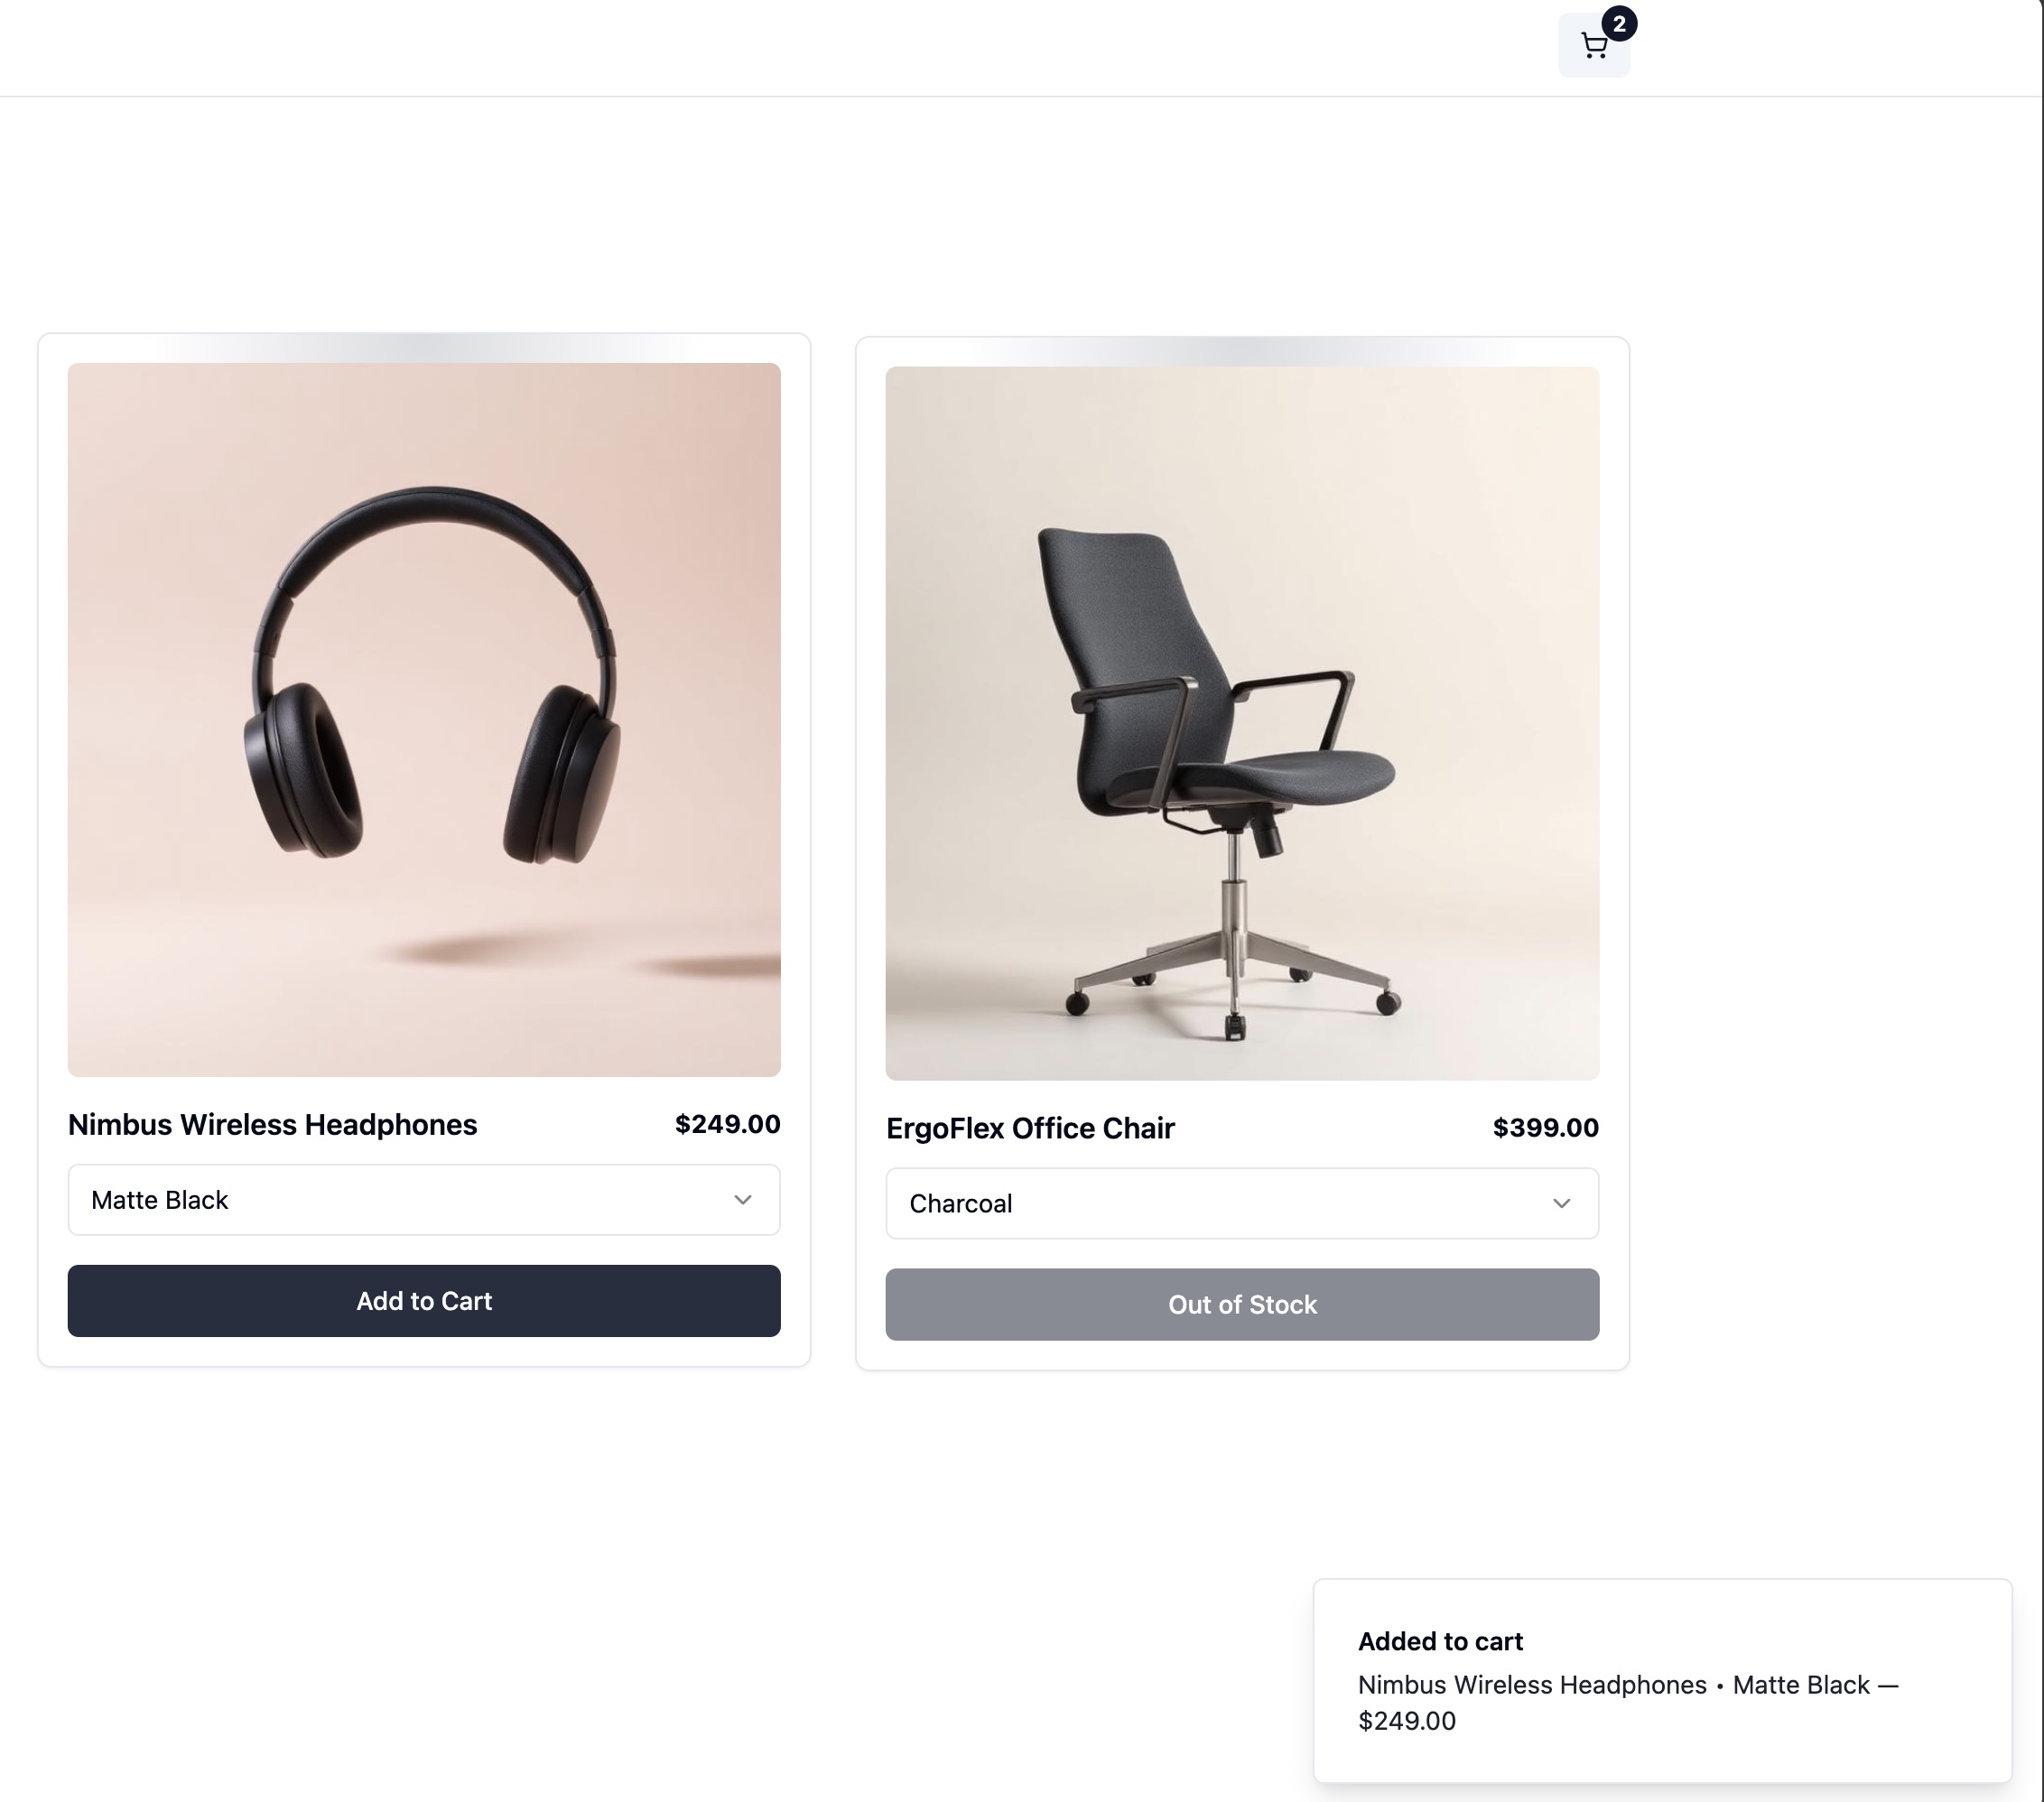 2
Nimbus Wireless Headphones
$249.00
Matte Black
Add to Cart
ErgoFlex Office Chair
$399.00
Charcoal
Out of Stock
Added to cart
Nimbus Wireless Headphones • Matte Black —
$249.00